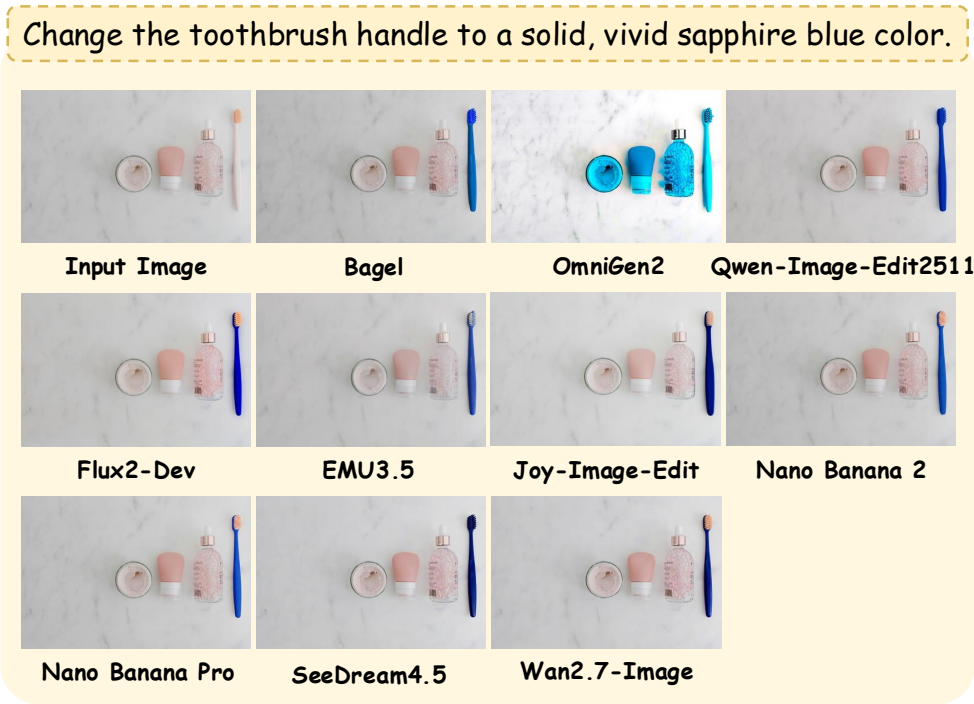 Change the toothbrush handle to a solid, vivid sapphire blue color.
Input Image
Bagel
OmniGen2
Qwen-Image-Edit2511
Flux2-Dev
EMU3.5
Joy-Image-Edit
Nano Banana 2
Nano Banana Pro
SeeDream4.5
Wan2.7-Image